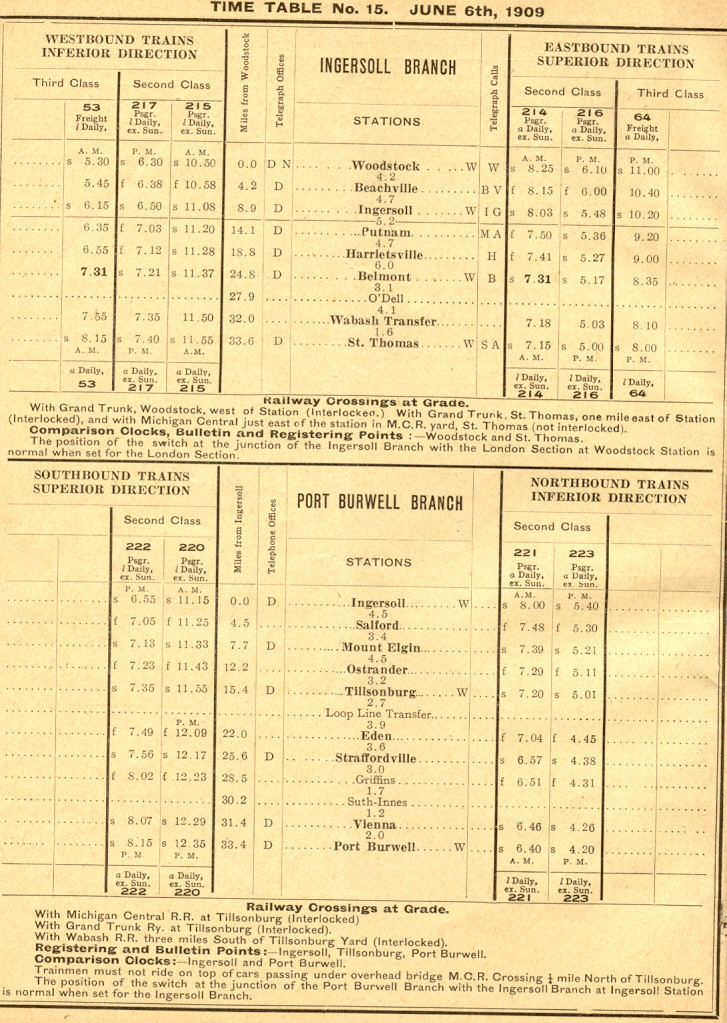 TIME TABLE No. 15. JUNE 6th, 1909
WESTBOUND TRAINS INFERIOR DIRECTION
Miles from Woodstock
Telegraph Offices
INGERSOLL BRANCH
Telegraph Calls
EASTBOUND TRAINS SUPERIOR DIRECTION
Third Class Second Class STATIONS Second Class Third Class
53 217 215 214 216 64
Freight Psgr. Psgr. Psgr. Psgr. Freight
l Daily, l Daily, l Daily, a Daily, a Daily, a Daily,
ex. Sun. ex. Sun. ex. Sun. ex. Sun.
A. M. P. M. A. M. A. M. P. M. P. M.
s 5.30 s 6.30 s 10.50 0.0 D N Woodstock W W s 8.25 s 6.10 s 11.00
4.2
5.45 f 6.38 f 10.58 4.2 D Beachville B V f 8.15 f 6.00 10.40
4.7
s 6.15 s 6.50 s 11.08 8.9 D Ingersoll W I G s 8.03 s 5.48 s 10.20
5.2
6.35 f 7.03 s 11.20 14.1 D Putnam M A f 7.50 s 5.36 9.20
4.7
6.55 f 7.12 s 11.28 18.8 D Harrietsville H f 7.41 s 5.27 9.00
6.0
7.31 s 7.21 s 11.37 24.8 D Belmont W B s 7.31 s 5.17 8.35
3.1
27.9 O'Dell
4.1
7.55 7.35 11.50 32.0 Wabash Transfer 7.18 5.03 8.10
1.6
s 8.15 s 7.40 s 11.55 33.6 D St. Thomas W S A s 7.15 s 5.00 s 8.00
A. M. P. M. A.M. A. M. P. M. P. M.
a Daily, a Daily, a Daily, l Daily, l Daily, l Daily,
ex. Sun. ex. Sun. ex. Sun. ex. Sun.
53 217 215 214 216 64
Railway Crossings at Grade.
With Grand Trunk, Woodstock, west of Station (Interlocked.) With Grand Trunk, St. Thomas, one mile east of Station
(Interlocked), and with Michigan Central just east of the station in M.C.R. yard, St. Thomas (not interlocked).
Comparison Clocks, Bulletin and Registering Points :—Woodstock and St. Thomas.
The position of the switch at the junction of the Ingersoll Branch with the London Section at Woodstock Station is
normal when set for the London Section.
SOUTHBOUND TRAINS SUPERIOR DIRECTION
Miles from Ingersoll
Telephone Offices
PORT BURWELL BRANCH
NORTHBOUND TRAINS INFERIOR DIRECTION
Second Class STATIONS Second Class
222 220 221 223
Psgr. Psgr. Psgr. Psgr.
l Daily, l Daily, a Daily, a Daily,
ex. Sun. ex. Sun. ex. Sun. ex. Sun.
P. M. A. M. A.M. P. M.
s 6.55 s 11.15 0.0 D Ingersoll W s 8.00 s 5.40
4.5
f 7.05 f 11.25 4.5 Salford f 7.48 f 5.30
3.4
s 7.13 s 11.33 7.7 D Mount Elgin s 7.39 s 5.21
4.5
f 7.23 f 11.43 12.2 Ostrander f 7.29 f 5.11
3.2
s 7.35 s 11.55 15.4 D Tillsonburg W s 7.20 s 5.01
2.7
Loop Line Transfer
P. M. 3.9
f 7.49 f 12.09 22.0 Eden f 7.04 f 4.45
3.6
s 7.56 s 12.17 25.6 D Straffordville s 6.57 s 4.38
3.0
f 8.02 f 12.23 28.5 Griffins f 6.51 f 4.31
1.7
30.2 Suth-Innes
1.2
s 8.07 s 12.29 31.4 D Vienna s 6.46 s 4.26
2.0
s 8.15 s 12.35 33.4 D Port Burwell W s 6.40 s 4.20
P. M. P. M. A. M. P. M.
a Daily, a Daily, l Daily, l Daily,
ex. Sun. ex. Sun. ex. Sun. ex. Sun.
222 220 221 223
Railway Crossings at Grade.
With Michigan Central R.R. at Tillsonburg (Interlocked)
With Grand Trunk Ry. at Tillsonburg (Interlocked).
With Wabash R.R. three miles South of Tillsonburg Yard (Interlocked).
Registering and Bulletin Points:—Ingersoll, Tillsonburg, Port Burwell.
Comparison Clocks:—Ingersoll and Port Burwell.
Trainmen must not ride on top of cars passing under overhead bridge M.C.R. Crossing ¼ mile North of Tillsonburg.
The position of the switch at the junction of the Port Burwell Branch with the Ingersoll Branch at Ingersoll Station
is normal when set for the Ingersoll Branch.